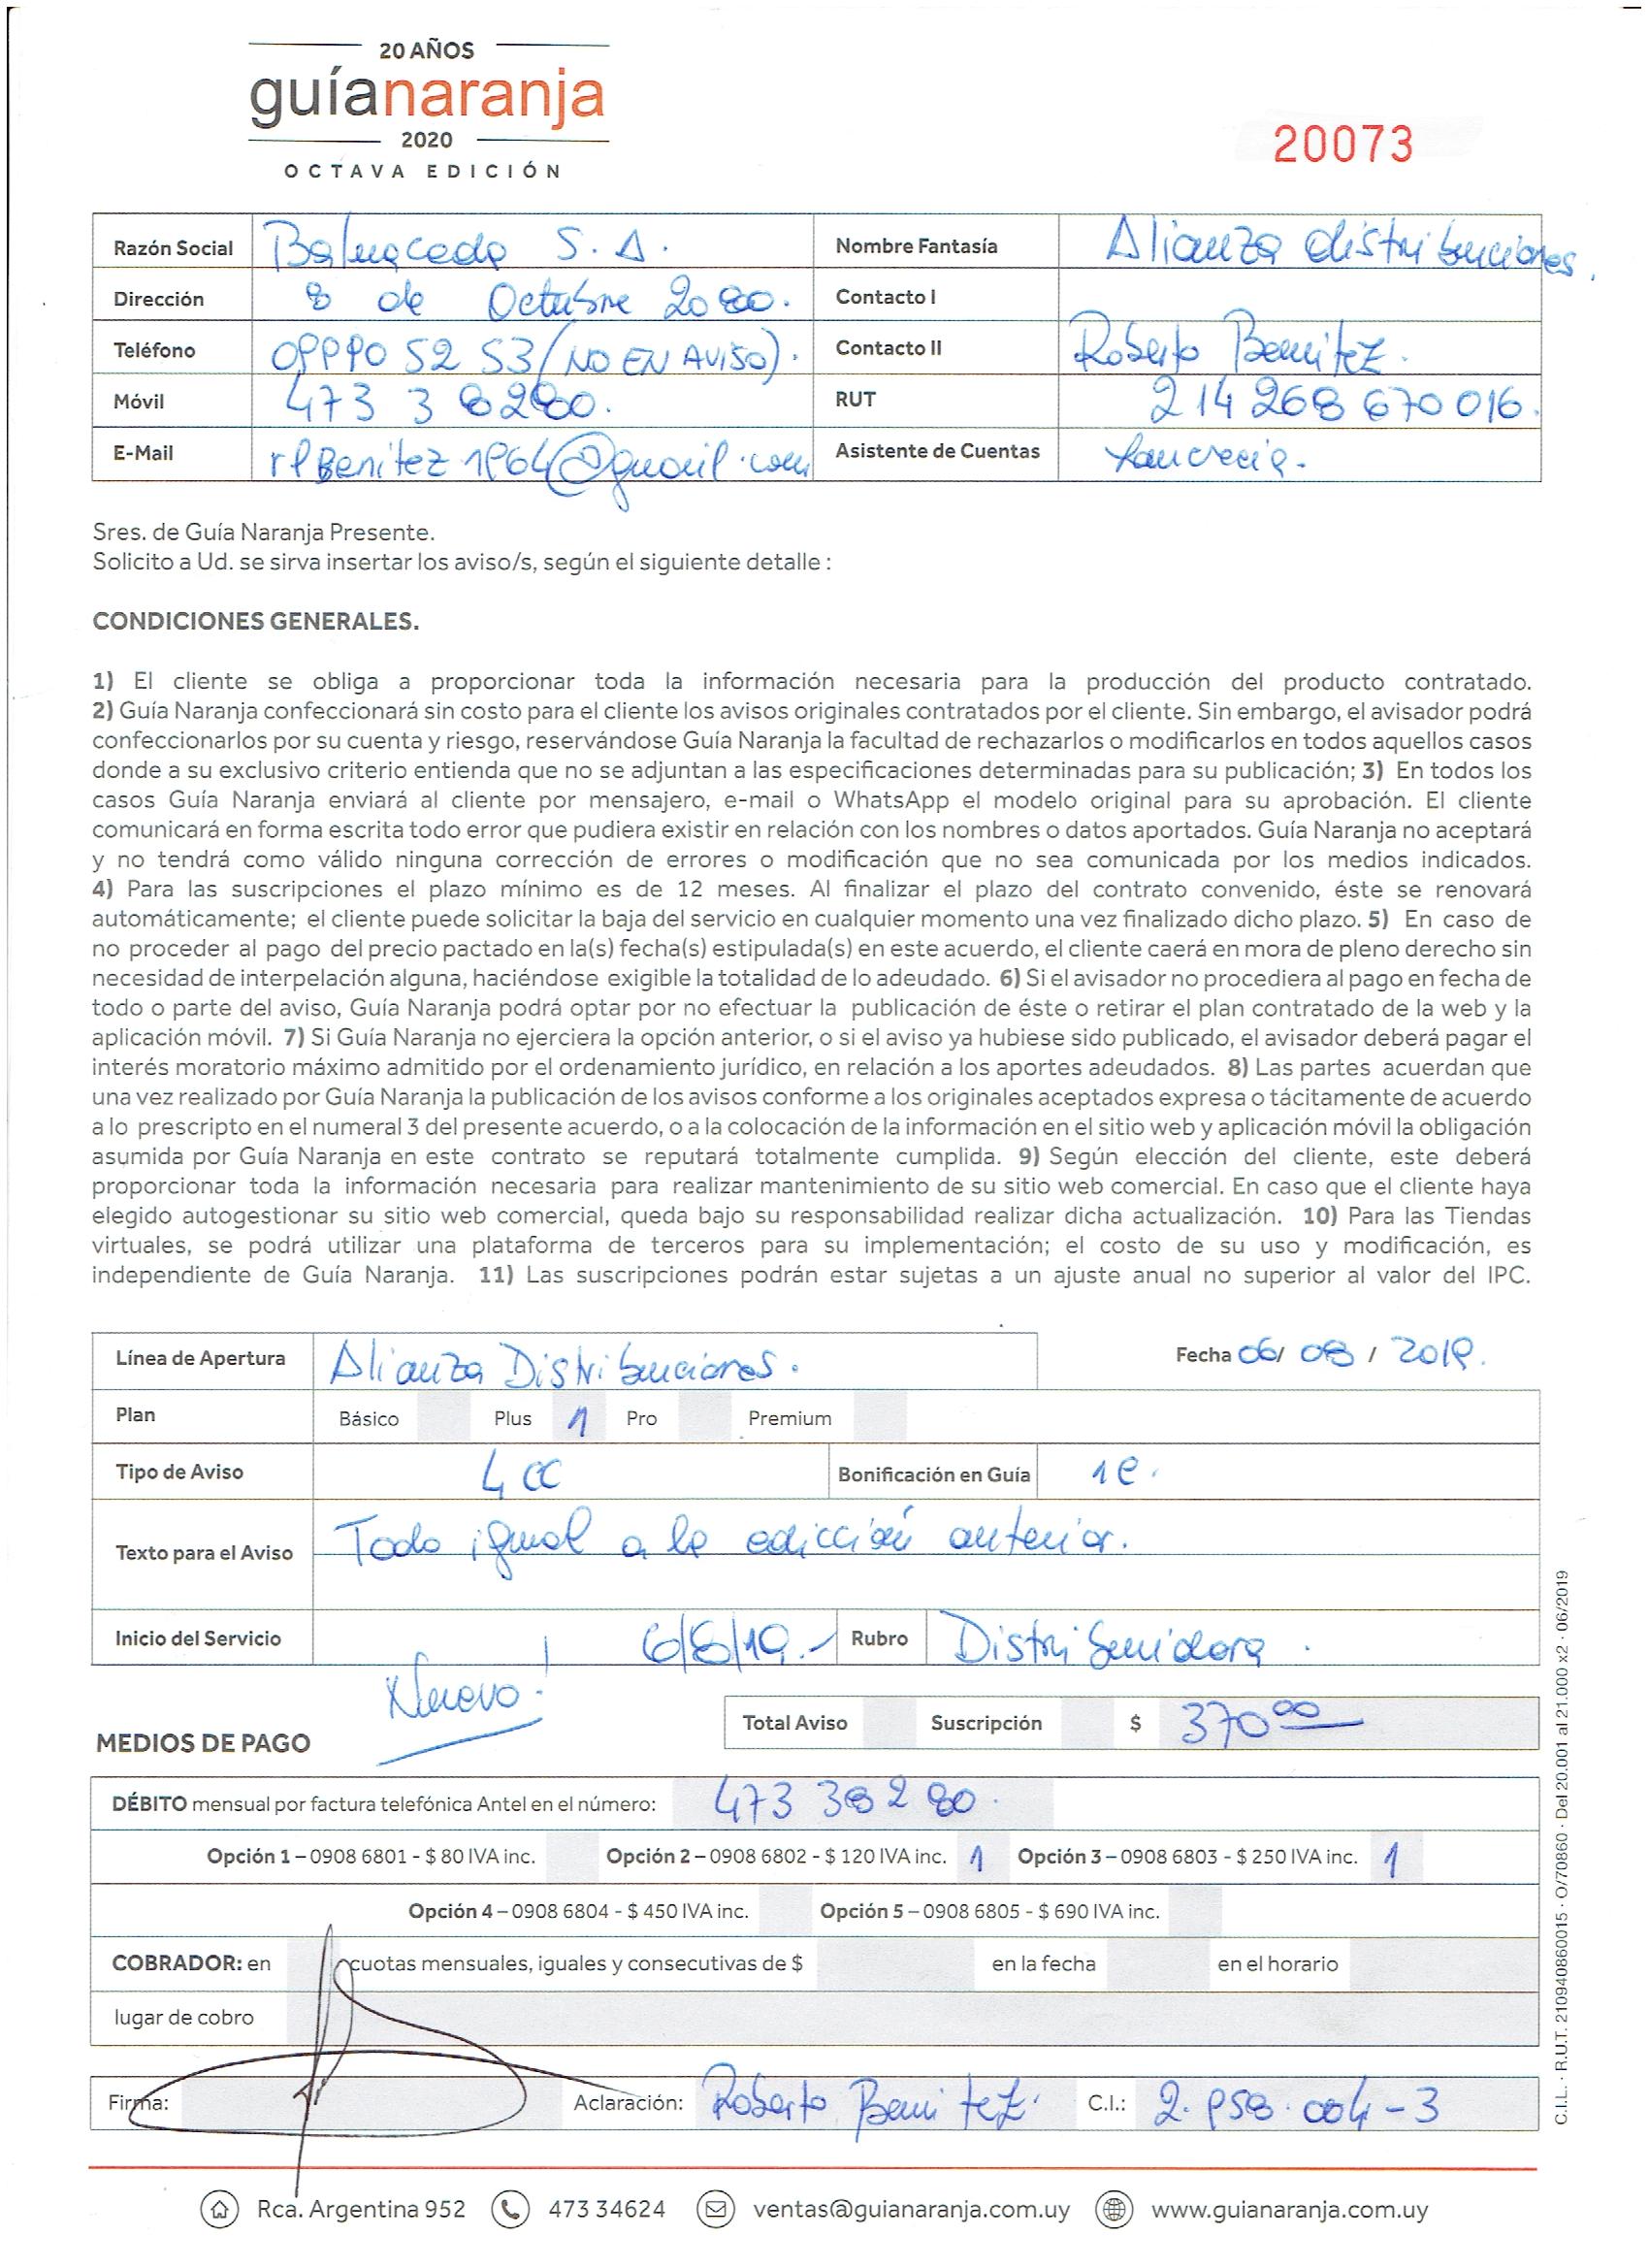 20 AÑOS
guíanaranja
2020
OCTAVA EDICIÓN
20073
Razón Social Balmaceda S.A. Nombre Fantasía Alianza distribuciones.
Dirección 8 de Octubre 2080. Contacto I
Teléfono 09990 52 53 (NO EN AVISO). Contacto II Roberto Benitez.
Móvil 473 38280. RUT 214 268 670 016.
E-Mail rlBenitez1964@gmail.com Asistente de Cuentas
Sres. de Guía Naranja Presente.
Solicito a Ud. se sirva insertar los aviso/s, según el siguiente detalle :
CONDICIONES GENERALES.
1) El cliente se obliga a proporcionar toda la información necesaria para la producción del producto contratado.
2) Guía Naranja confeccionará sin costo para el cliente los avisos originales contratados por el cliente. Sin embargo, el avisador podrá
confeccionarlos por su cuenta y riesgo, reservándose Guía Naranja la facultad de rechazarlos o modificarlos en todos aquellos casos
donde a su exclusivo criterio entienda que no se adjuntan a las especificaciones determinadas para su publicación; 3) En todos los
casos Guía Naranja enviará al cliente por mensajero, e-mail o WhatsApp el modelo original para su aprobación. El cliente
comunicará en forma escrita todo error que pudiera existir en relación con los nombres o datos aportados. Guía Naranja no aceptará
y no tendrá como válido ninguna corrección de errores o modificación que no sea comunicada por los medios indicados.
4) Para las suscripciones el plazo mínimo es de 12 meses. Al finalizar el plazo del contrato convenido, éste se renovará
automáticamente; el cliente puede solicitar la baja del servicio en cualquier momento una vez finalizado dicho plazo. 5) En caso de
no proceder al pago del precio pactado en la(s) fecha(s) estipulada(s) en este acuerdo, el cliente caerá en mora de pleno derecho sin
necesidad de interpelación alguna, haciéndose exigible la totalidad de lo adeudado. 6) Si el avisador no procediera al pago en fecha de
todo o parte del aviso, Guía Naranja podrá optar por no efectuar la publicación de éste o retirar el plan contratado de la web y la
aplicación móvil. 7) Si Guía Naranja no ejerciera la opción anterior, o si el aviso ya hubiese sido publicado, el avisador deberá pagar el
interés moratorio máximo admitido por el ordenamiento jurídico, en relación a los aportes adeudados. 8) Las partes acuerdan que
una vez realizado por Guía Naranja la publicación de los avisos conforme a los originales aceptados expresa o tácitamente de acuerdo
a lo prescripto en el numeral 3 del presente acuerdo, o a la colocación de la información en el sitio web y aplicación móvil la obligación
asumida por Guía Naranja en este contrato se reputará totalmente cumplida. 9) Según elección del cliente, este deberá
proporcionar toda la información necesaria para realizar mantenimiento de su sitio web comercial. En caso que el cliente haya
elegido autogestionar su sitio web comercial, queda bajo su responsabilidad realizar dicha actualización. 10) Para las Tiendas
virtuales, se podrá utilizar una plataforma de terceros para su implementación; el costo de su uso y modificación, es
independiente de Guía Naranja. 11) Las suscripciones podrán estar sujetas a un ajuste anual no superior al valor del IPC.
Línea de Apertura Alianza Distribuciones. Fecha 06/ 08 / 2019.
Plan Básico Plus 1 Pro Premium
Tipo de Aviso 4 CC Bonificación en Guía
Texto para el Aviso Todo igual a la edicción anterior.
Inicio del Servicio 6/8/19.- Rubro Distribuidora.
Nuevo!
Total Aviso Suscripción $ 370 00
MEDIOS DE PAGO
DÉBITO mensual por factura telefónica Antel en el número: 473 38280.
Opción 1 – 0908 6801 - $ 80 IVA inc. Opción 2 – 0908 6802 - $ 120 IVA inc. 1 Opción 3 – 0908 6803 - $ 250 IVA inc. 1
Opción 4 – 0908 6804 - $ 450 IVA inc. Opción 5 – 0908 6805 - $ 690 IVA inc.
COBRADOR: en cuotas mensuales, iguales y consecutivas de $ en la fecha en el horario
lugar de cobro
Firma: Aclaración: Roberto Benitez. C.I.: 2.958.004-3
C.I.L. · R.U.T. 210940860015 · O/70860 · Del 20.001 al 21.000 x2 · 06/2019
Rca. Argentina 952 473 34624 ventas@guianaranja.com.uy www.guianaranja.com.uy